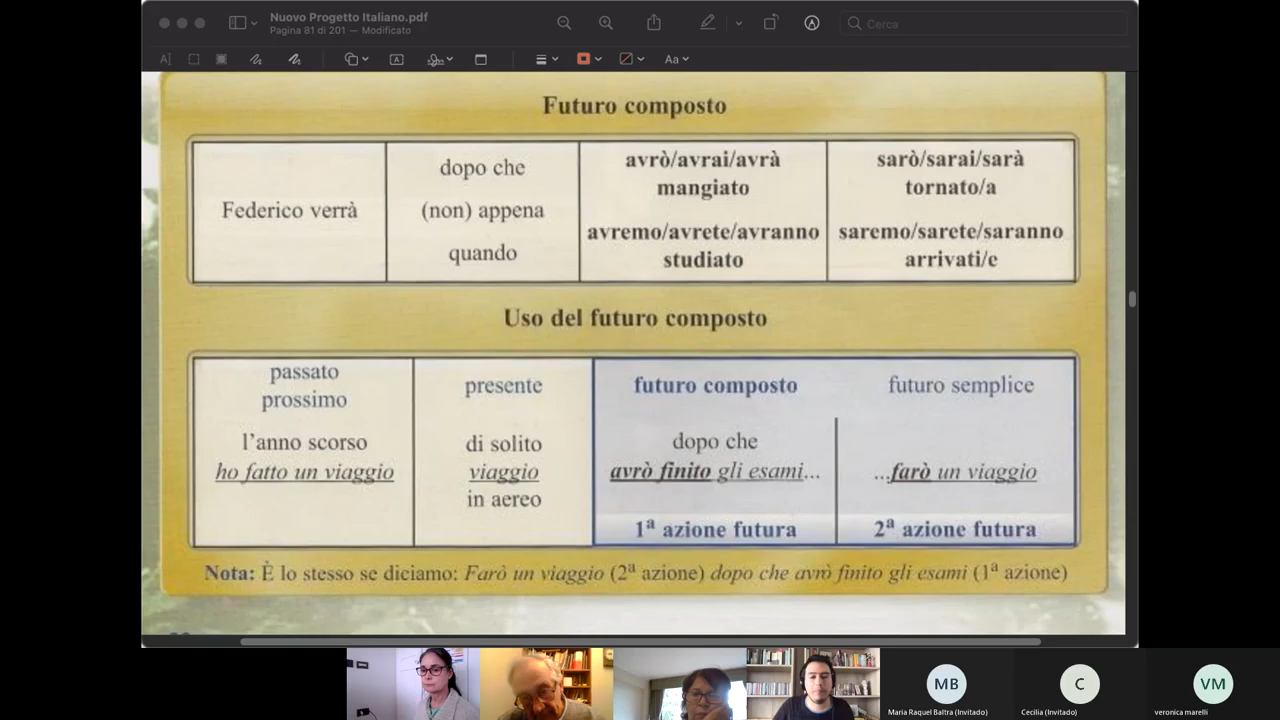 Nuovo Progetto Italiano.pdf
Pagina 81 di 201 — Modificato
Cerca
Aa
Futuro composto
Federico verrà
dopo che
(non) appena
quando
avrò/avrai/avrà
mangiato
avremo/avrete/avranno
studiato
sarò/sarai/sarà
tornato/a
saremo/sarete/saranno
arrivati/e
Uso del futuro composto
passato
prossimo
l'anno scorso
ho fatto un viaggio
presente
di solito
viaggio
in aereo
futuro composto
dopo che
avrò finito gli esami...
1ª azione futura
futuro semplice
...farò un viaggio
2ª azione futura
Nota: È lo stesso se diciamo: Farò un viaggio (2ª azione) dopo che avrò finito gli esami (1ª azione)
MB
Maria Raquel Baltra (Invitado)
C
Cecilia (Invitado)
VM
veronica marelli